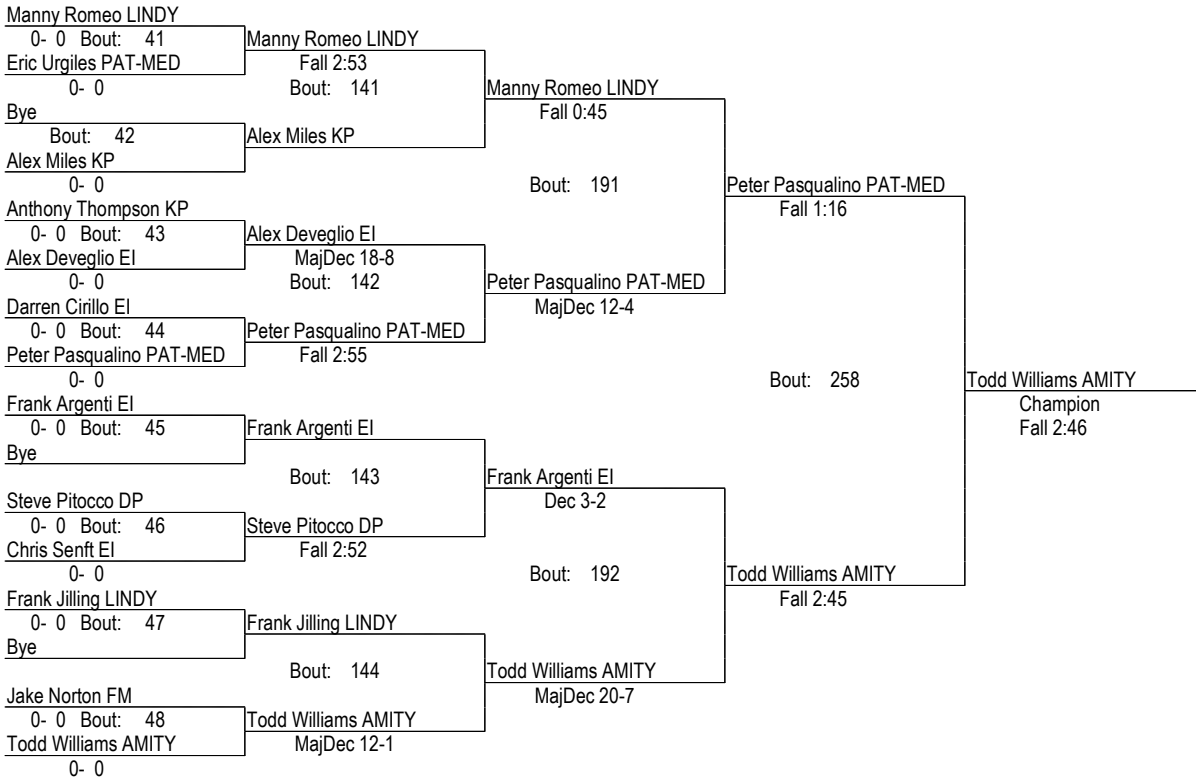 Manny Romeo LINDY
0- 0 Bout: 41
Eric Urgiles PAT-MED
0- 0
Bye
Bout: 42
Alex Miles KP
0- 0
Anthony Thompson KP
0- 0 Bout: 43
Alex Deveglio EI
0- 0
Darren Cirillo EI
0- 0 Bout: 44
Peter Pasqualino PAT-MED
0- 0
Frank Argenti EI
0- 0 Bout: 45
Bye
Steve Pitocco DP
0- 0 Bout: 46
Chris Senft EI
0- 0
Frank Jilling LINDY
0- 0 Bout: 47
Bye
Jake Norton FM
0- 0 Bout: 48
Todd Williams AMITY
0- 0
Manny Romeo LINDY
Fall 2:53
Bout: 141
Alex Miles KP
Alex Deveglio EI
MajDec 18-8
Bout: 142
Peter Pasqualino PAT-MED
Fall 2:55
Frank Argenti EI
Bout: 143
Steve Pitocco DP
Fall 2:52
Frank Jilling LINDY
Bout: 144
Todd Williams AMITY
MajDec 12-1
Manny Romeo LINDY
Fall 0:45
Bout: 191
Peter Pasqualino PAT-MED
MajDec 12-4
Frank Argenti EI
Dec 3-2
Bout: 192
Todd Williams AMITY
MajDec 20-7
Peter Pasqualino PAT-MED
Fall 1:16
Bout: 258
Todd Williams AMITY
Fall 2:45
Todd Williams AMITY
Champion
Fall 2:46